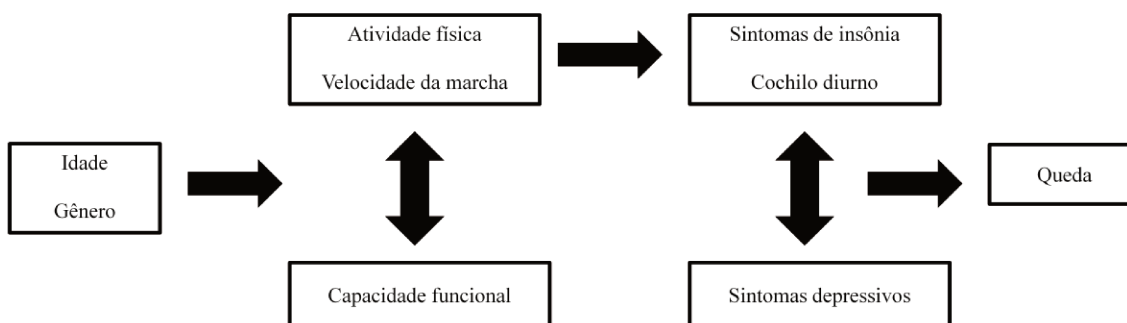 Atividade física
Velocidade da marcha
Sintomas de insônia
Cochilo diurno
Idade
Gênero
Queda
Capacidade funcional
Sintomas depressivos